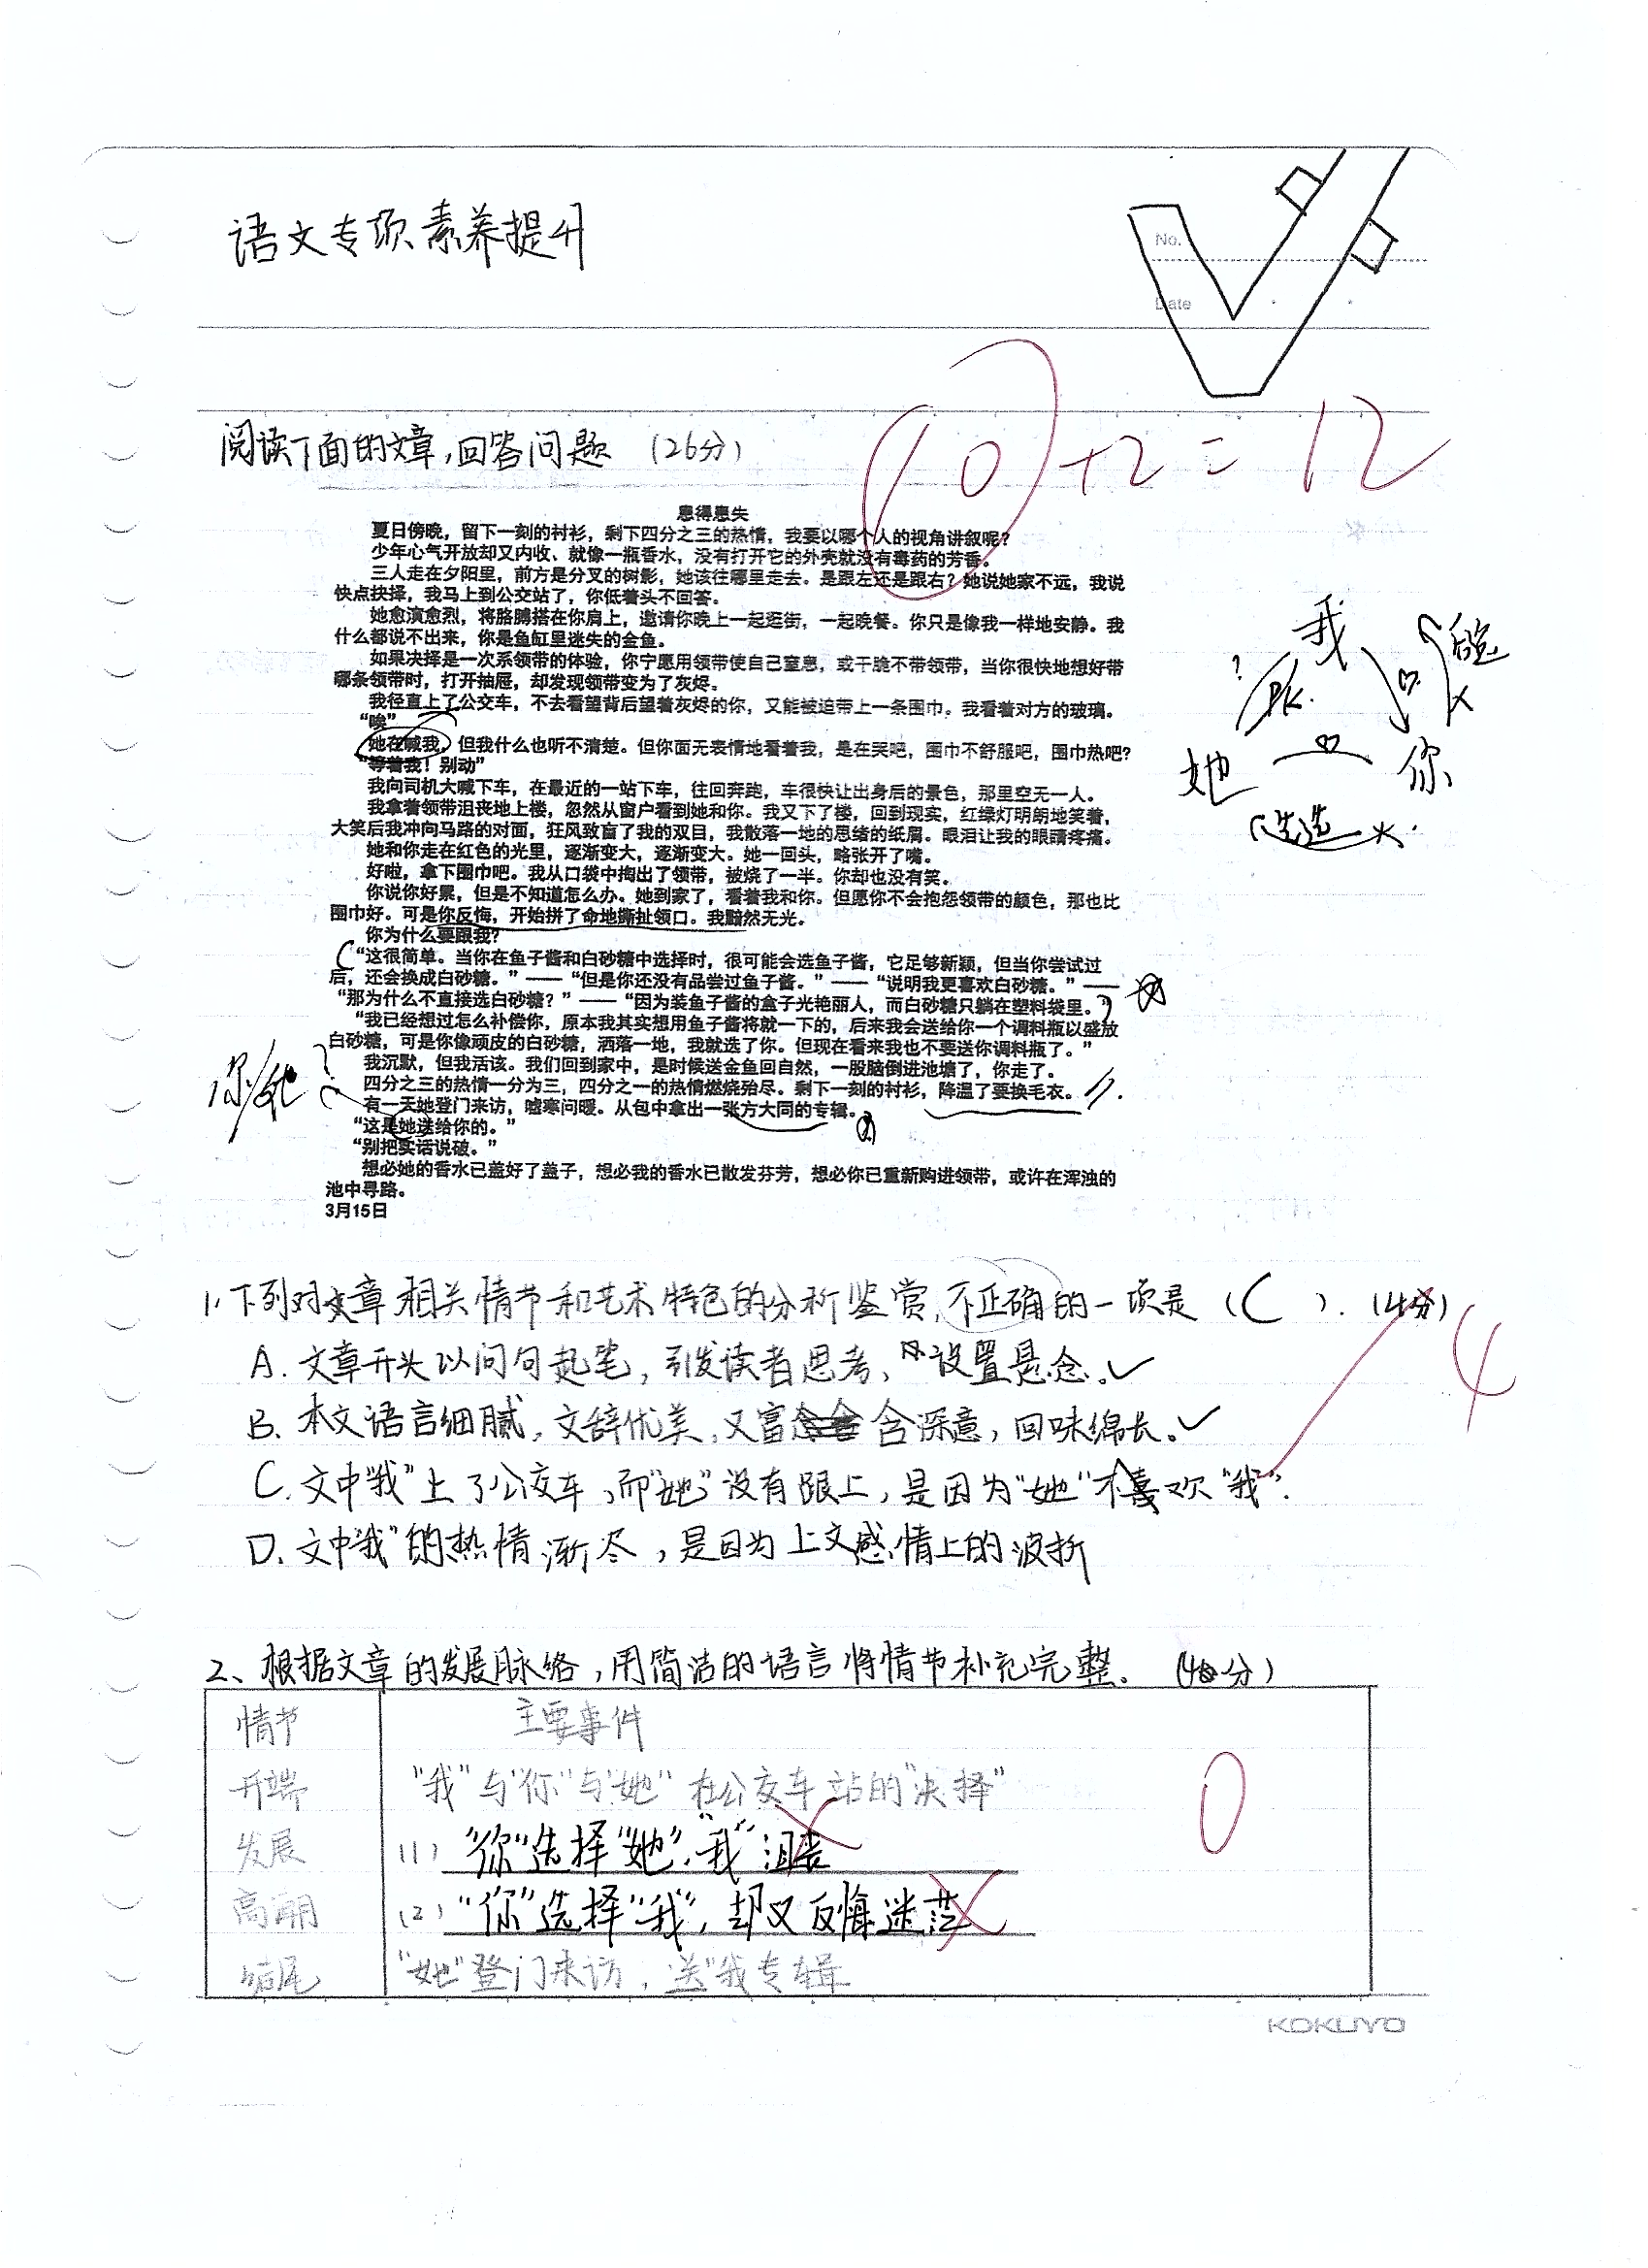 语文专项素养提升
No.
Date
阅读下面的文章,回答问题 (26分)
10+2=12
患得患失
夏日傍晚,留下一刻的衬衫,剩下四分之三的热情,我要以哪个人的视角讲叙呢?
少年心气开放却又内收、就像一瓶香水,没有打开它的外壳就没有毒药的芳香。
三人走在夕阳里,前方是分叉的树影,她该往哪里走去。是跟左还是跟右?她说她家不远,我说
快点抉择,我马上到公交站了,你低着头不回答。
她愈演愈烈,将胳膊搭在你肩上,邀请你晚上一起逛街,一起晚餐。你只是像我一样地安静。我
什么都说不出来,你是鱼缸里迷失的金鱼。
如果决择是一次系领带的体验,你宁愿用领带使自己窒息,或干脆不带领带,当你很快地想好带
哪条领带时,打开抽屉,却发现领带变为了灰烬。
我径直上了公交车,不去看望背后望着灰烬的你,又能被迫带上一条围巾。我看着对方的玻璃。
“唉”
她在喊我,但我什么也听不清楚。但你面无表情地看着我,是在哭吧,围巾不舒服吧,围巾热吧?
“等着我!别动”
我向司机大喊下车,在最近的一站下车,往回奔跑,车很快让出身后的景色,那里空无一人。
我拿着领带沮丧地上楼,忽然从窗户看到她和你。我又下了楼,回到现实,红绿灯明朗地笑着,
大笑后我冲向马路的对面,狂风致盲了我的双目,我散落一地的思绪的纸屑。眼泪让我的眼睛疼痛。
她和你走在红色的光里,逐渐变大,逐渐变大。她一回头,略张开了嘴。
好啦,拿下围巾吧。我从口袋中掏出了领带,被烧了一半。你却也没有笑。
你说你好累,但是不知道怎么办。她到家了,看着我和你。但愿你不会抱怨领带的颜色,那也比
围巾好。可是你反悔,开始拼了命地撕扯领口。我黯然无光。
你为什么要跟我?
“这很简单。当你在鱼子酱和白砂糖中选择时,很可能会选鱼子酱,它足够新颖,但当你尝试过
后,还会换成白砂糖。”——“但是你还没有品尝过鱼子酱。”——“说明我更喜欢白砂糖。”——
“那为什么不直接选白砂糖?”——“因为装鱼子酱的盒子光艳丽人,而白砂糖只躺在塑料袋里。”
“我已经想过怎么补偿你,原本我其实想用鱼子酱将就一下的,后来我会送给你一个调料瓶以盛放
白砂糖,可是你像顽皮的白砂糖,洒落一地,我就选了你。但现在看来我也不要送你调料瓶了。”
我沉默,但我活该。我们回到家中,是时候送金鱼回自然,一股脑倒进池塘了,你走了。
四分之三的热情一分为三,四分之一的热情燃烧殆尽。剩下一刻的衬衫,降温了要换毛衣。
有一天她登门来访,嘘寒问暖。从包中拿出一张方大同的专辑。
“这是她送给你的。”
“别把实话说破。”
想必她的香水已盖好了盖子,想必我的香水已散发芬芳,想必你已重新购进领带,或许在浑浊的
池中寻路。
3月15日
我
PK.
她
你
选
你/她?
1.下列对文章相关情节和艺术特色的分析鉴赏,不正确的一项是(C).(4分)
4
A.文章开头以问句起笔,引发读者思考,设置悬念。✓
B.本文语言细腻,文辞优美,又富含深意,回味绵长。✓
C.文中“我”上了公交车,而“她”没有跟上,是因为“她”不喜欢“我”.
D.文中“我”的热情渐尽,是因为上文感情上的波折
2、根据文章的发展脉络,用简洁的语言将情节补充完整.(4分)
情节 主要事件
开端 “我”与“你”与“她”在公交车站的“决择”
发展 (1)“你”选择“她”,“我”沮丧
高潮 (2)“你”选择“我”,却又反悔迷茫
结尾 “她”登门来访,送“我”专辑
0
KOKUYO